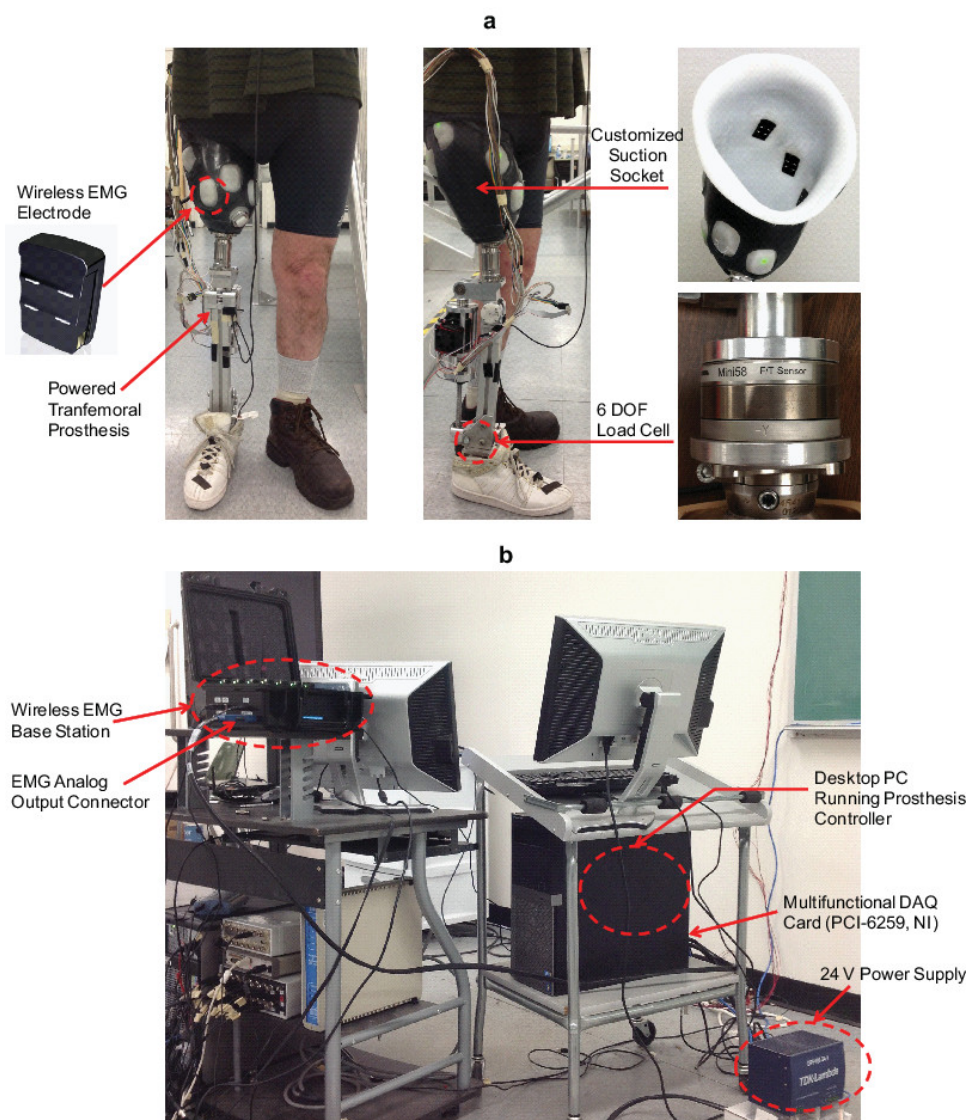 a
Customized
Suction
Socket
Wireless EMG
Electrode
Mini58 F/T Sensor
-Y
Powered
Tranfemoral
Prosthesis
6 DOF
Load Cell
b
Wireless EMG
Base Station
EMG Analog
Output Connector
Desktop PC
Running Prosthesis
Controller
Multifunctional DAQ
Card (PCI-6259, NI)
24 V Power Supply
TDK-Lambda